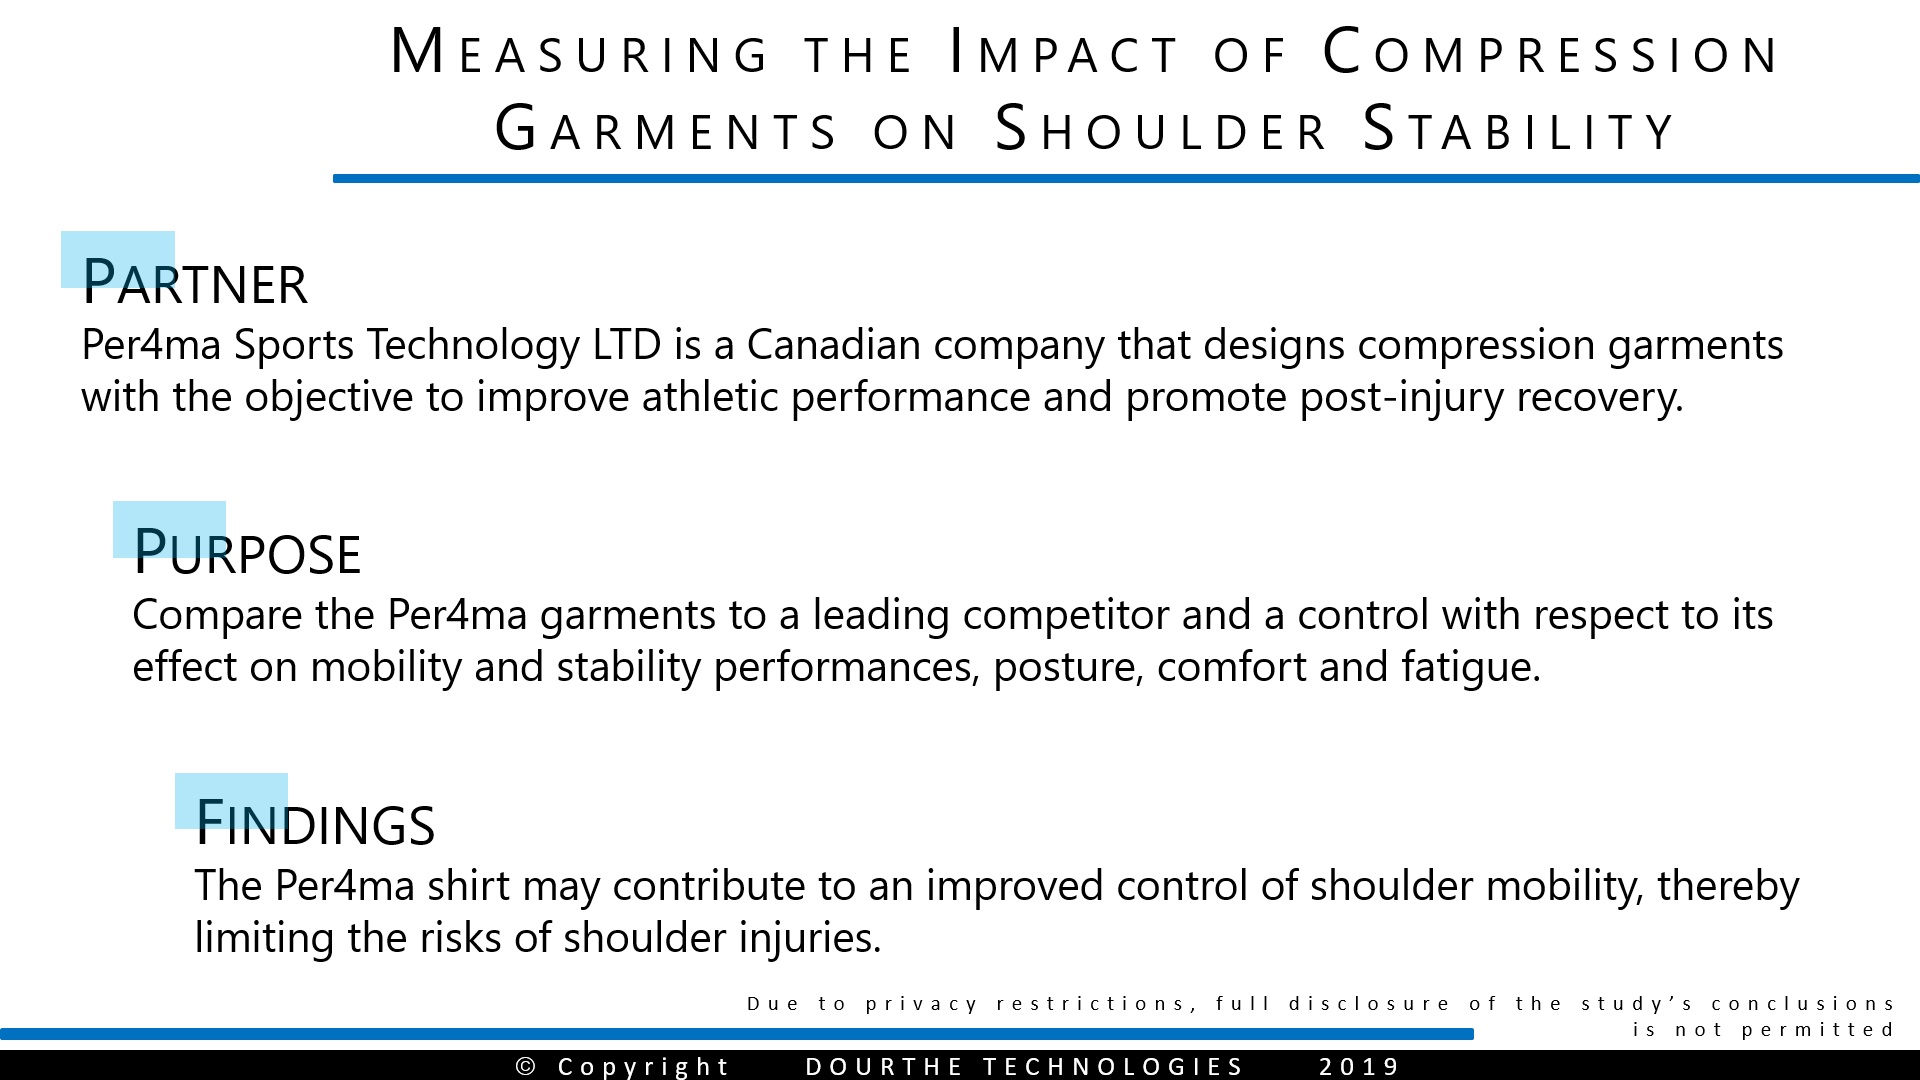 Measuring the Impact of Compression
Garments on Shoulder Stability
Partner
Per4ma Sports Technology LTD is a Canadian company that designs compression garments
with the objective to improve athletic performance and promote post-injury recovery.
Purpose
Compare the Per4ma garments to a leading competitor and a control with respect to its
effect on mobility and stability performances, posture, comfort and fatigue.
Findings
The Per4ma shirt may contribute to an improved control of shoulder mobility, thereby
limiting the risks of shoulder injuries.
Due to privacy restrictions, full disclosure of the study’s conclusions
is not permitted
© Copyright DOURTHE TECHNOLOGIES 2019